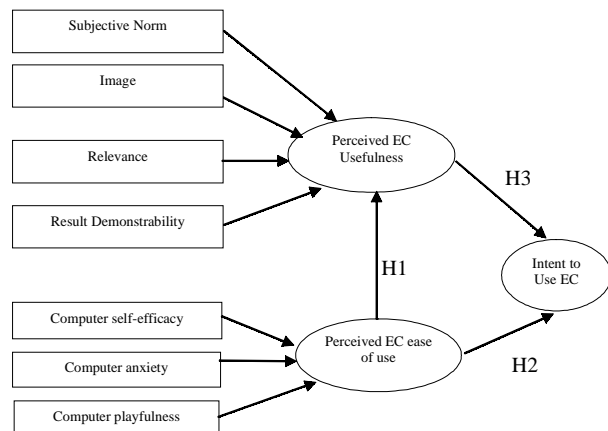 Subjective Norm
Image
Relevance
Result Demonstrability
Perceived EC
Usefulness
H3
H1
Intent to
Use EC
Computer self-efficacy
Computer anxiety
Computer playfulness
Perceived EC ease
of use
H2